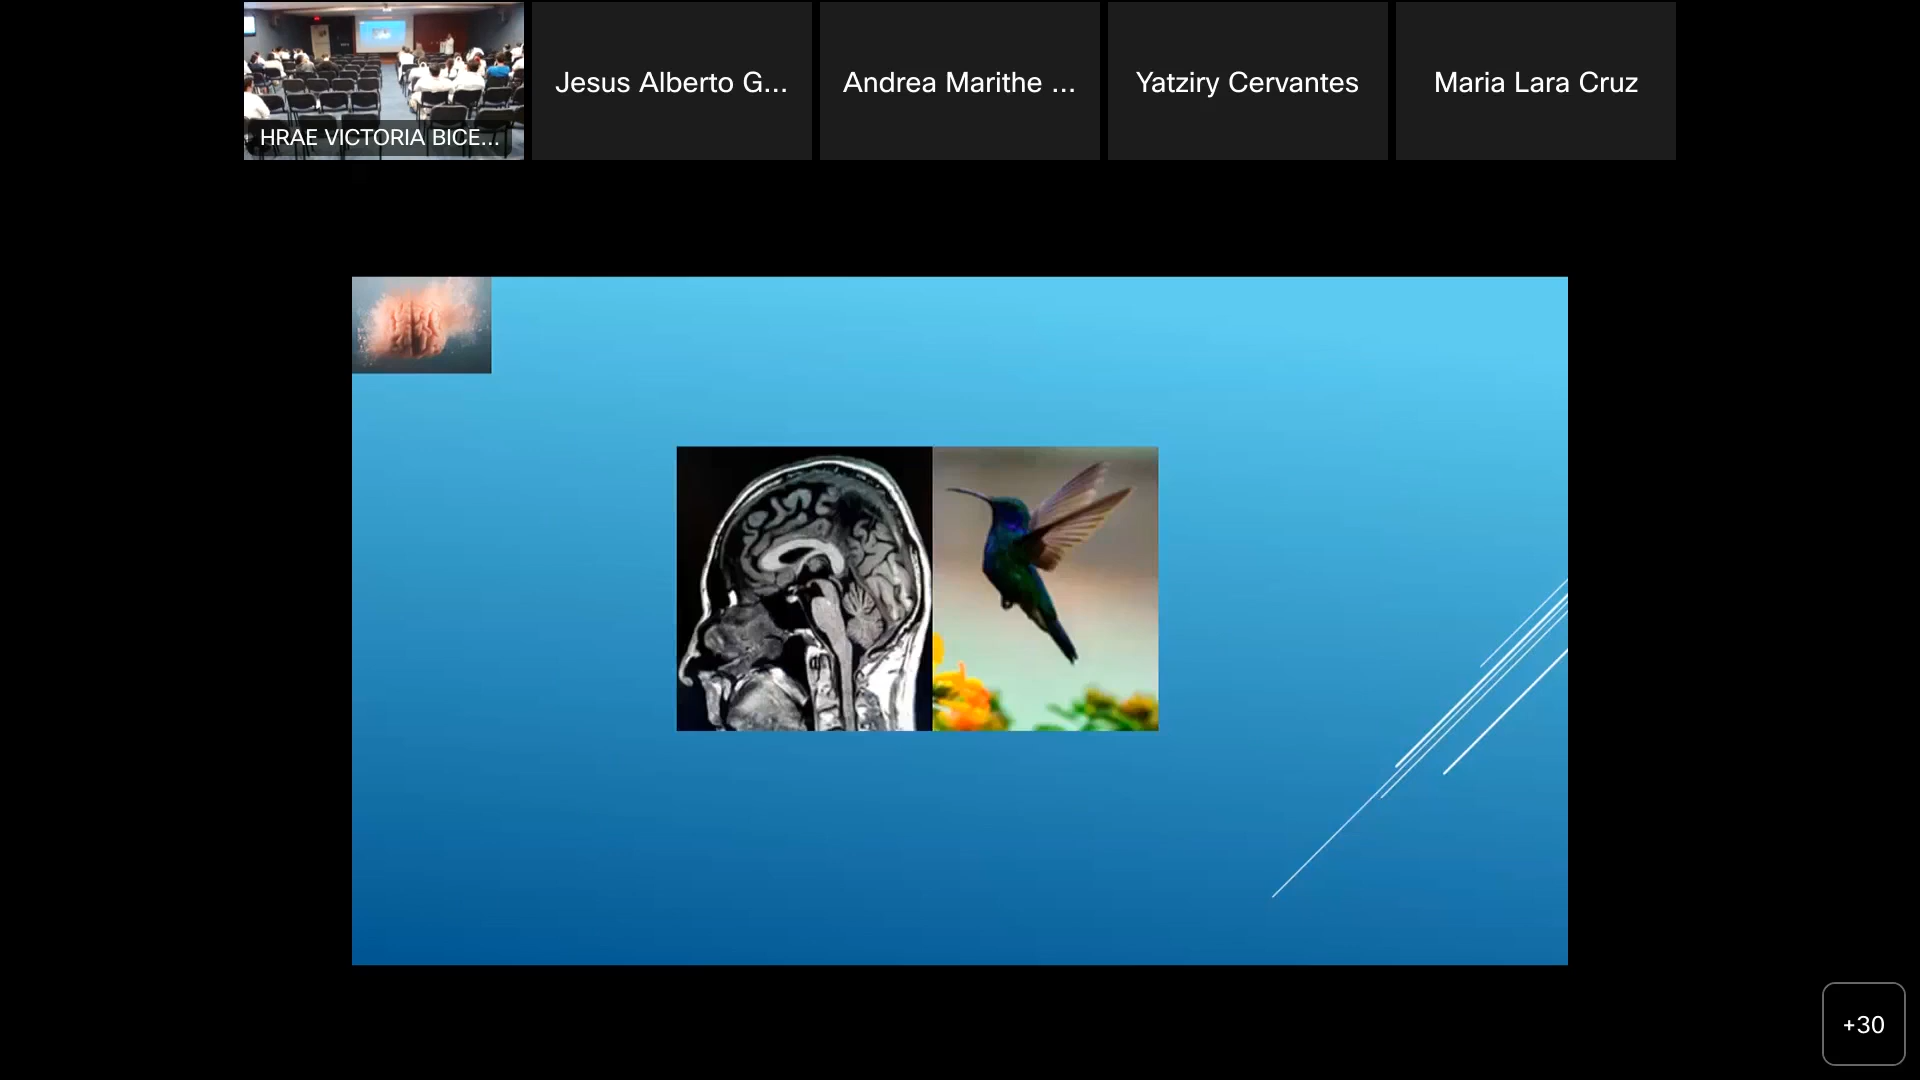 HRAE VICTORIA BICE...
Jesus Alberto G...
Andrea Marithe ...
Yatziry Cervantes
Maria Lara Cruz
+30